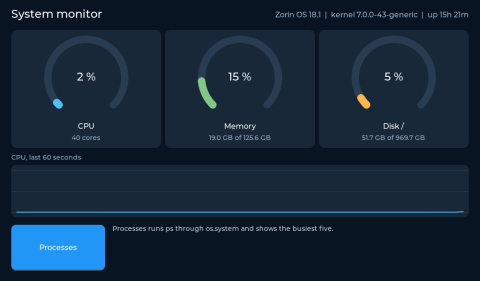 System monitor
Zorin OS 18.1 | kernel 7.0.0-43-generic | up 15h 21m
2 %
15 %
5 %
CPU
Memory
Disk /
40 cores
19.0 GB of 125.6 GB
51.7 GB of 969.7 GB
CPU, last 60 seconds
Processes runs ps through os.system and shows the busiest five.
Processes